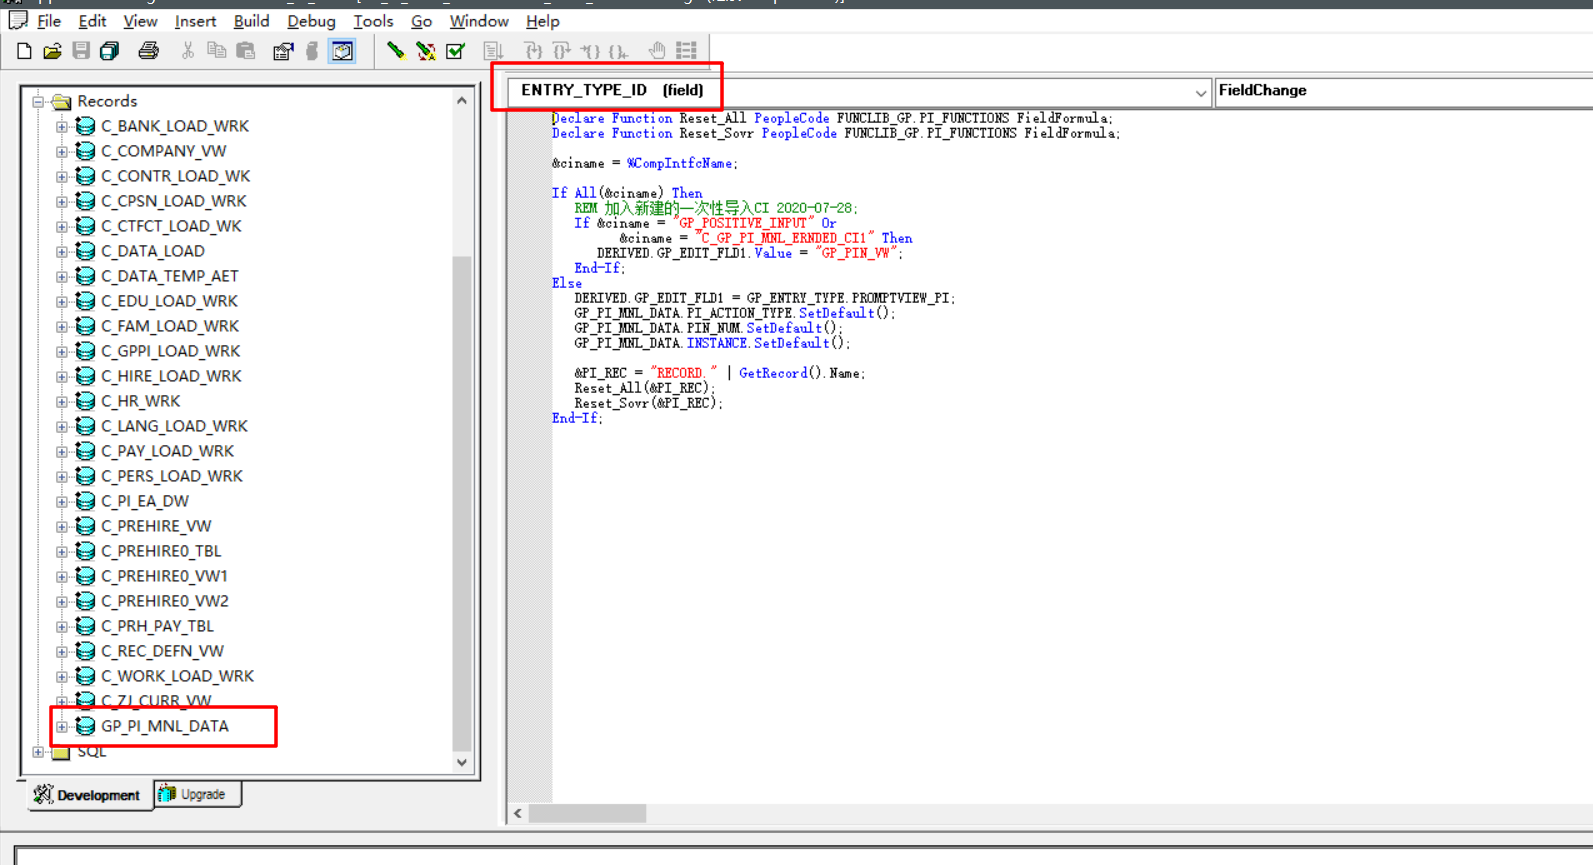 File Edit View Insert Build Debug Tools Go Window Help
Records
C_BANK_LOAD_WRK
C_COMPANY_VW
C_CONTR_LOAD_WK
C_CPSN_LOAD_WRK
C_CTFCT_LOAD_WK
C_DATA_LOAD
C_DATA_TEMP_AET
C_EDU_LOAD_WRK
C_FAM_LOAD_WRK
C_GPPI_LOAD_WRK
C_HIRE_LOAD_WRK
C_HR_WRK
C_LANG_LOAD_WRK
C_PAY_LOAD_WRK
C_PERS_LOAD_WRK
C_PI_EA_DW
C_PREHIRE_VW
C_PREHIRE0_TBL
C_PREHIRE0_VW1
C_PREHIRE0_VW2
C_PRH_PAY_TBL
C_REC_DEFN_VW
C_WORK_LOAD_WRK
C_ZJ_CURR_VW
GP_PI_MNL_DATA
SQL
Development Upgrade
ENTRY_TYPE_ID (field) FieldChange
Declare Function Reset_All PeopleCode FUNCLIB_GP.PI_FUNCTIONS FieldFormula;
Declare Function Reset_Sovr PeopleCode FUNCLIB_GP.PI_FUNCTIONS FieldFormula;
&ciname = %CompIntfcName;
If All(&ciname) Then
REM 加入新建的一次性导入CI 2020-07-28;
If &ciname = "GP_POSITIVE_INPUT" Or
&ciname = "C_GP_PI_MNL_ERNDED_CI1" Then
DERIVED.GP_EDIT_FLD1.Value = "GP_PIN_VW";
End-If;
Else
DERIVED.GP_EDIT_FLD1 = GP_ENTRY_TYPE.PROMPTVIEW_PI;
GP_PI_MNL_DATA.PI_ACTION_TYPE.SetDefault();
GP_PI_MNL_DATA.PIN_NUM.SetDefault();
GP_PI_MNL_DATA.INSTANCE.SetDefault();
&PI_REC = "RECORD." | GetRecord().Name;
Reset_All(&PI_REC);
Reset_Sovr(&PI_REC);
End-If;